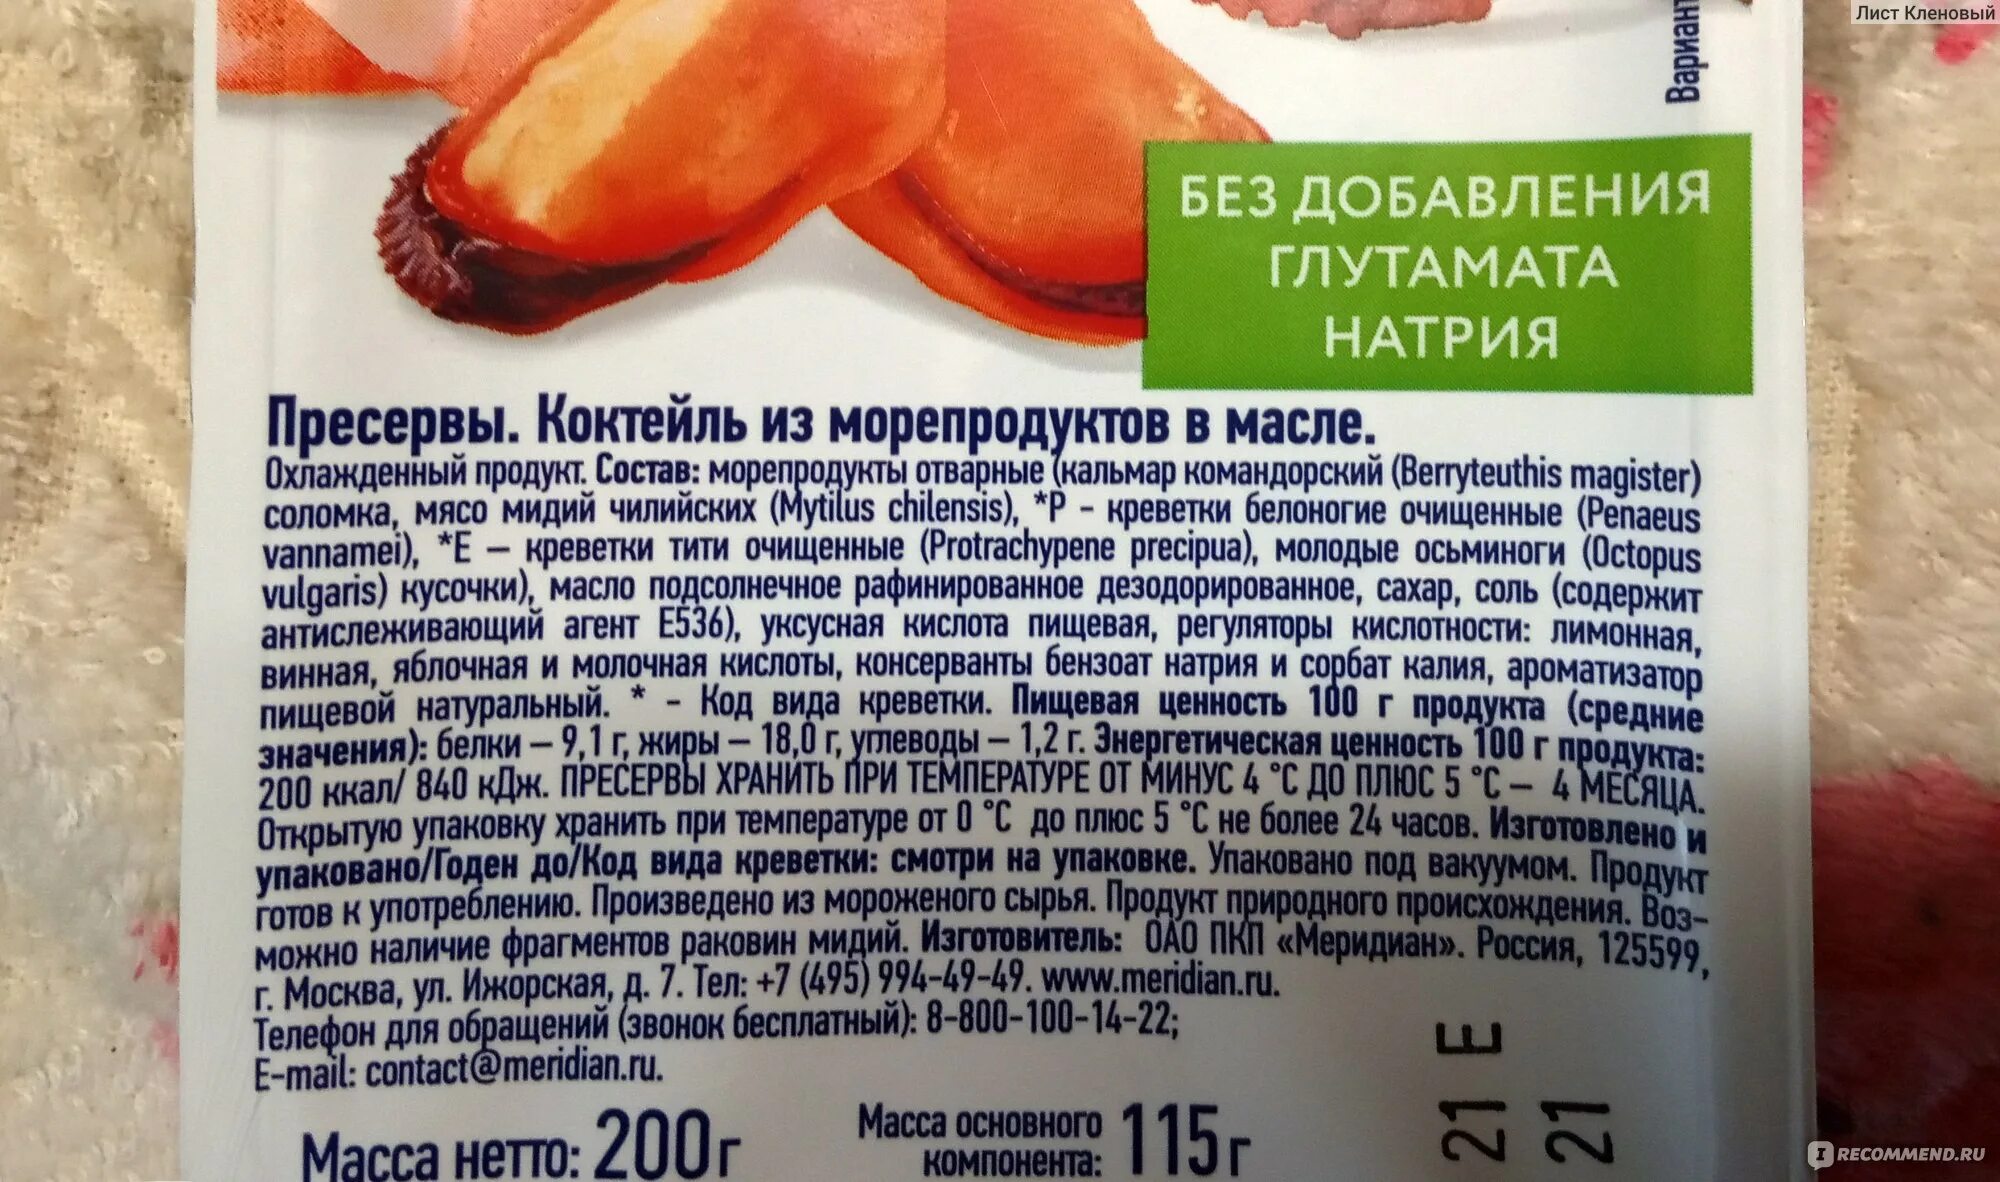 Лист Кленовый
Вариант
БЕЗ ДОБАВЛЕНИЯ
ГЛУТАМАТА
НАТРИЯ
Пресервы. Коктейль из морепродуктов в масле.
Охлажденный продукт. Состав: морепродукты отварные (кальмар командорский (Berryteuthis magister)
соломка, мясо мидий чилийских (Mytilus chilensis), *Р – креветки белоногие очищенные (Penaeus
vannamei), *Е – креветки тити очищенные (Protrachypene precipua), молодые осьминоги (Octopus
vulgaris) кусочки), масло подсолнечное рафинированное дезодорированное, сахар, соль (содержит
антислеживающий агент Е536), уксусная кислота пищевая, регуляторы кислотности: лимонная,
винная, яблочная и молочная кислоты, консерванты бензоат натрия и сорбат калия, ароматизатор
пищевой натуральный. * - Код вида креветки. Пищевая ценность 100 г продукта (средние
значения): белки – 9,1 г, жиры – 18,0 г, углеводы – 1,2 г. Энергетическая ценность 100 г продукта:
200 ккал/ 840 кДж. ПРЕСЕРВЫ ХРАНИТЬ ПРИ ТЕМПЕРАТУРЕ ОТ МИНУС 4 °С ДО ПЛЮС 5 °С – 4 МЕСЯЦА.
Открытую упаковку хранить при температуре от 0 °С до плюс 5 °С не более 24 часов. Изготовлено и
упаковано/Годен до/Код вида креветки: смотри на упаковке. Упаковано под вакуумом. Продукт
готов к употреблению. Произведено из мороженого сырья. Продукт природного происхождения. Воз-
можно наличие фрагментов раковин мидий. Изготовитель: ОАО ПКП «Меридиан». Россия, 125599,
г. Москва, ул. Ижорская, д. 7. Тел: +7 (495) 994-49-49. www.meridian.ru.
Телефон для обращений (звонок бесплатный): 8-800-100-14-22;
E-mail: contact@meridian.ru.
Масса нетто: 200 г
Масса основного
компонента: 115 г
21 E
21
IRECOMMEND.RU